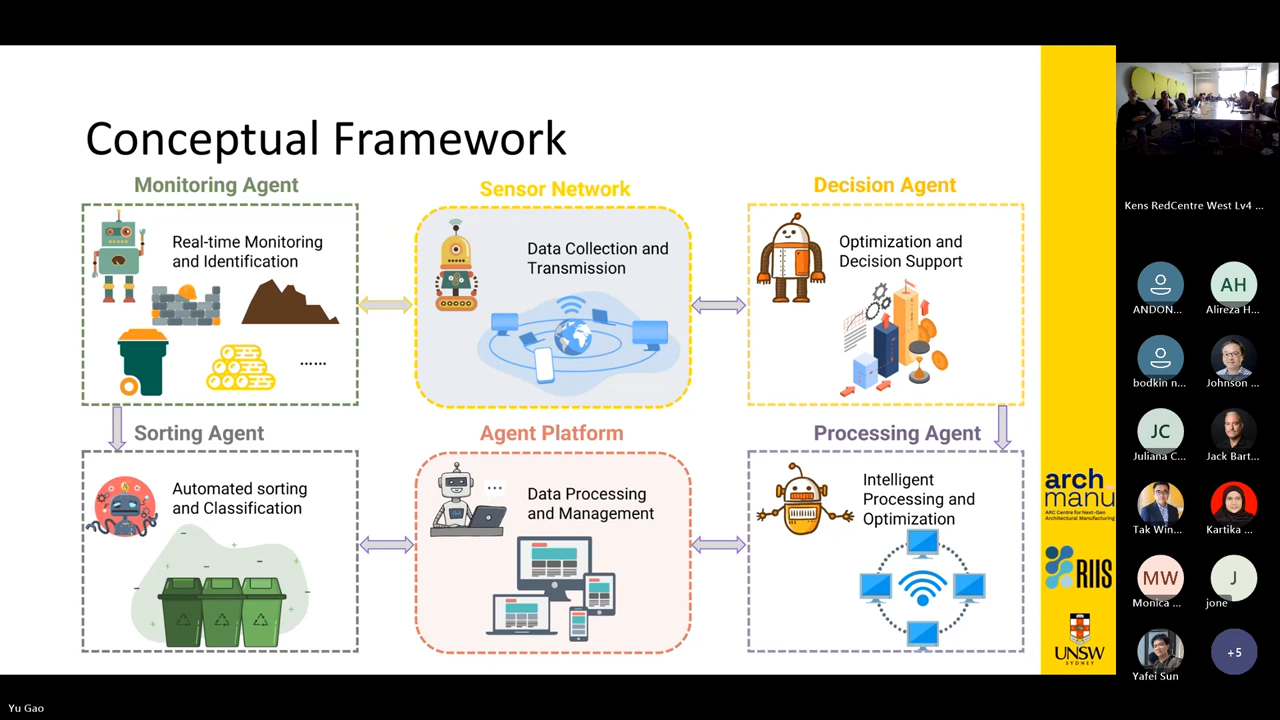 Conceptual Framework
Monitoring Agent
Sensor Network
Decision Agent
Real-time Monitoring
and Identification
......
Data Collection and
Transmission
Optimization and
Decision Support
Sorting Agent
Agent Platform
Processing Agent
Automated sorting
and Classification
Data Processing
and Management
Intelligent
Processing and
Optimization
arch
manu
ARC Centre for Next-Gen
Architectural Manufacturing
RIIS
UNSW
SYDNEY
Kens RedCentre West Lv4 ...
AH
ANDON...
Alireza H...
bodkin n...
Johnson ...
JC
Juliana C...
Jack Bart...
Tak Win...
Kartika ...
MW
J
Monica ...
jone
+5
Yafei Sun
Yu Gao